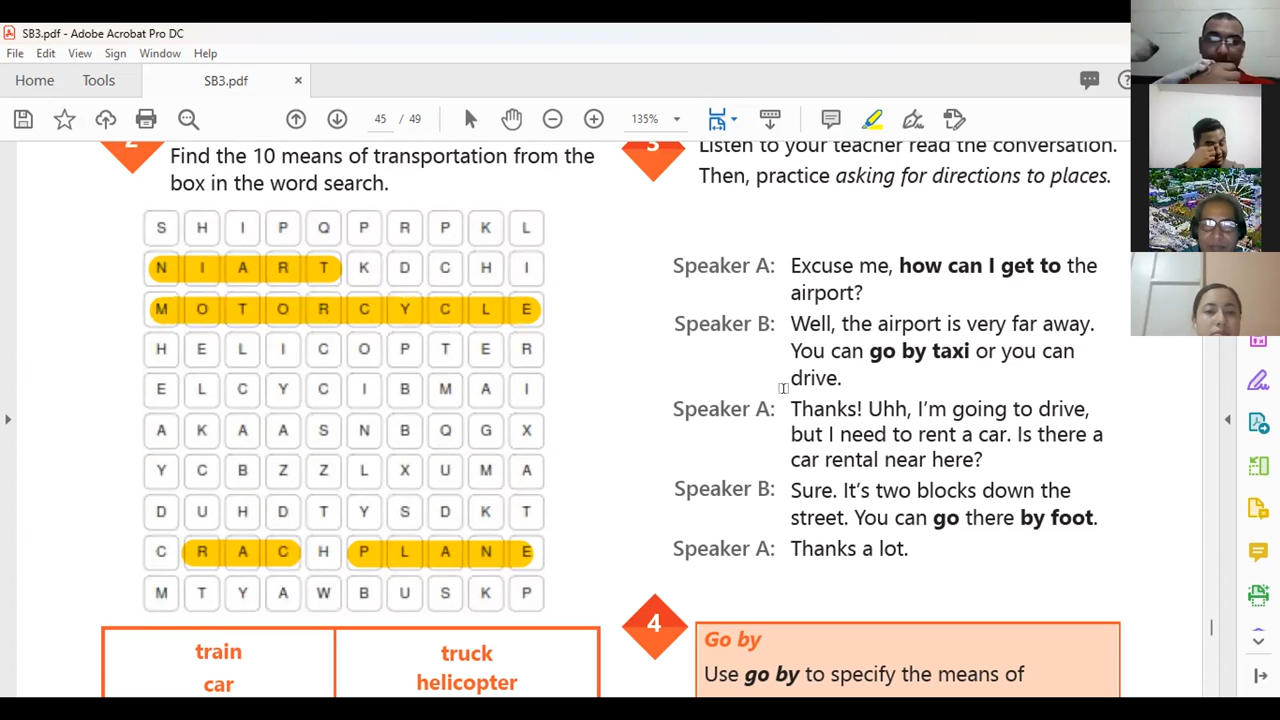 SB3.pdf - Adobe Acrobat Pro DC
File Edit View Sign Window Help
Home Tools SB3.pdf ×
45 / 49 135%
2
Find the 10 means of transportation from the
box in the word search.
S H I P Q P R P K L
N I A R T K D C H I
M O T O R C Y C L E
H E L I C O P T E R
E L C Y C I B M A I
A K A A S N B Q G X
Y C B Z Z L X U M A
D U H D T Y S D K T
C R A C H P L A N E
M T Y A W B U S K P
train truck
car helicopter
3
Listen to your teacher read the conversation.
Then, practice asking for directions to places.
Speaker A: Excuse me, how can I get to the
airport?
Speaker B: Well, the airport is very far away.
You can go by taxi or you can
drive.
Speaker A: Thanks! Uhh, I'm going to drive,
but I need to rent a car. Is there a
car rental near here?
Speaker B: Sure. It's two blocks down the
street. You can go there by foot.
Speaker A: Thanks a lot.
4
Go by
Use go by to specify the means of